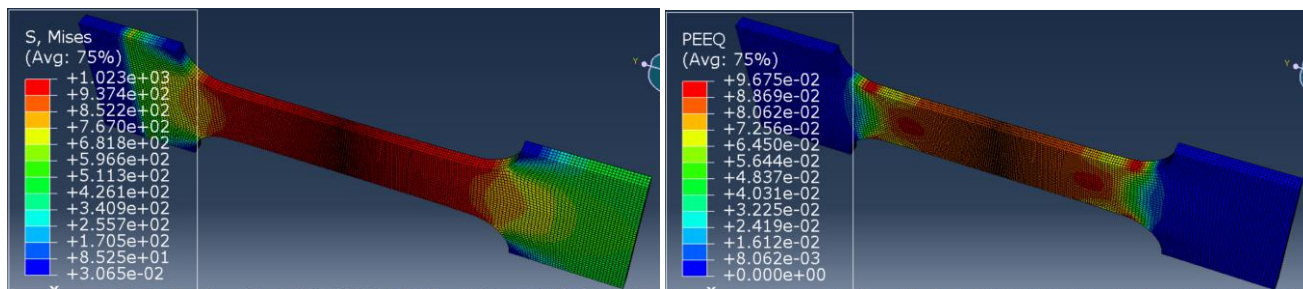 S, Mises
(Avg: 75%)
+1.023e+03
+9.374e+02
+8.522e+02
+7.670e+02
+6.818e+02
+5.966e+02
+5.113e+02
+4.261e+02
+3.409e+02
+2.557e+02
+1.705e+02
+8.525e+01
+3.065e-02
Y
PEEQ
(Avg: 75%)
+9.675e-02
+8.869e-02
+8.062e-02
+7.256e-02
+6.450e-02
+5.644e-02
+4.837e-02
+4.031e-02
+3.225e-02
+2.419e-02
+1.612e-02
+8.062e-03
+0.000e+00
Y